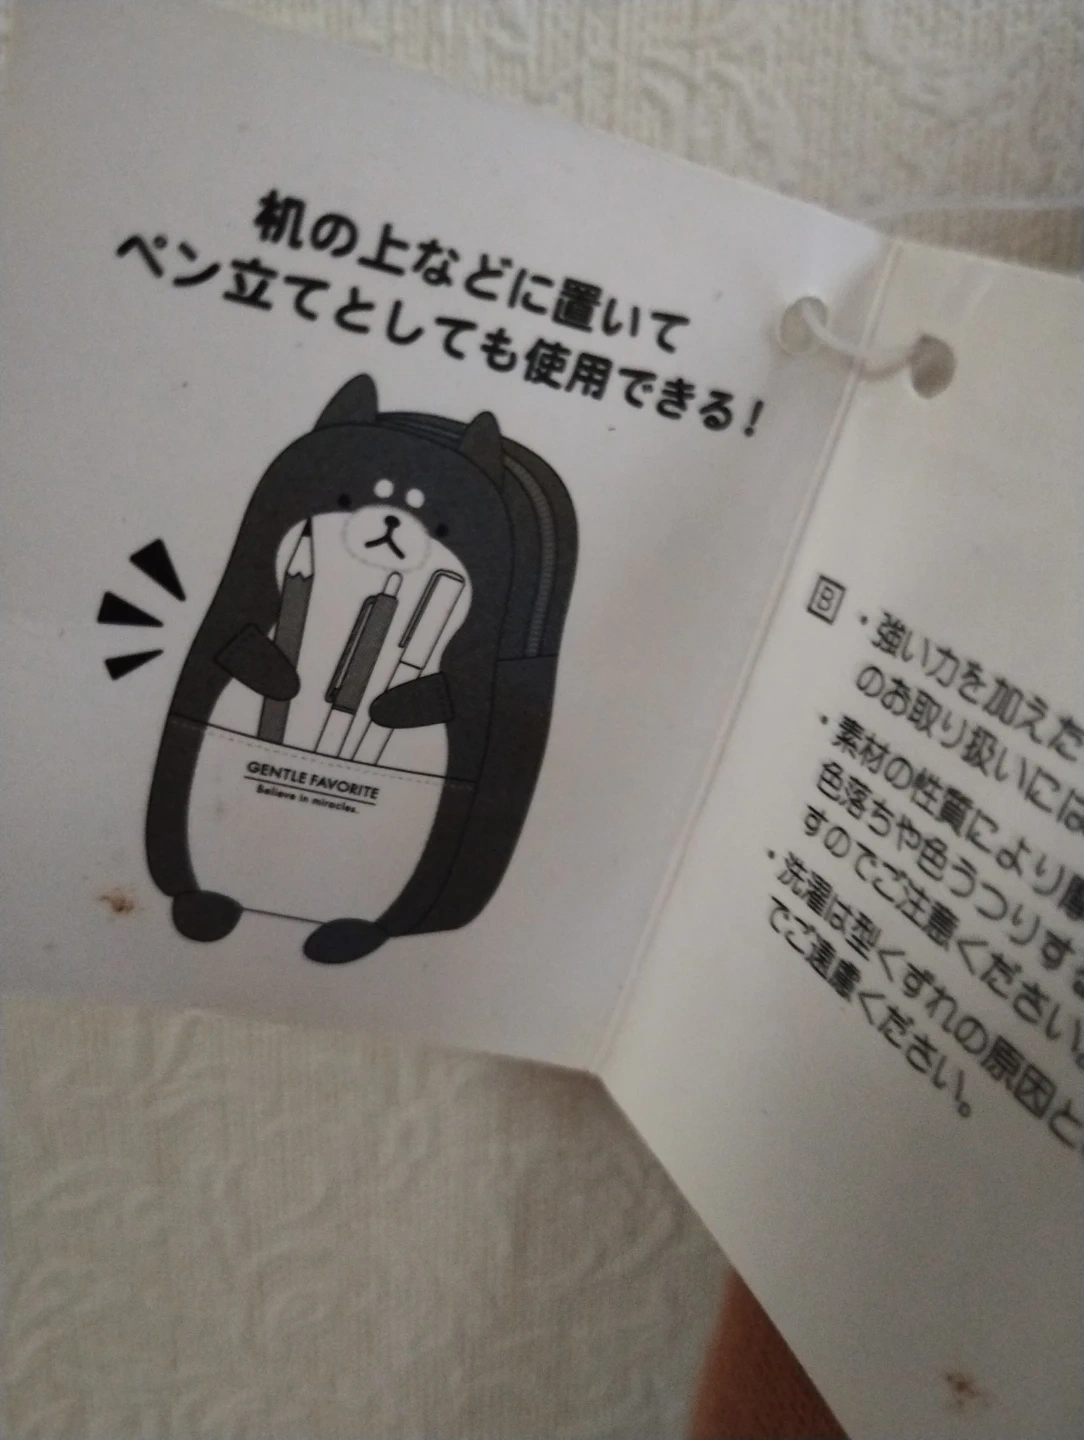 机の上などに置いて
ペン立てとしても使用できる!
GENTLE FAVORITE
Believe in miracles.
B
・強い力を加えた
のお取り扱いには
・素材の性質により摩
色落ちや色うつりする
すのでご注意ください。
・洗濯は型くずれの原因と
でご遠慮ください。